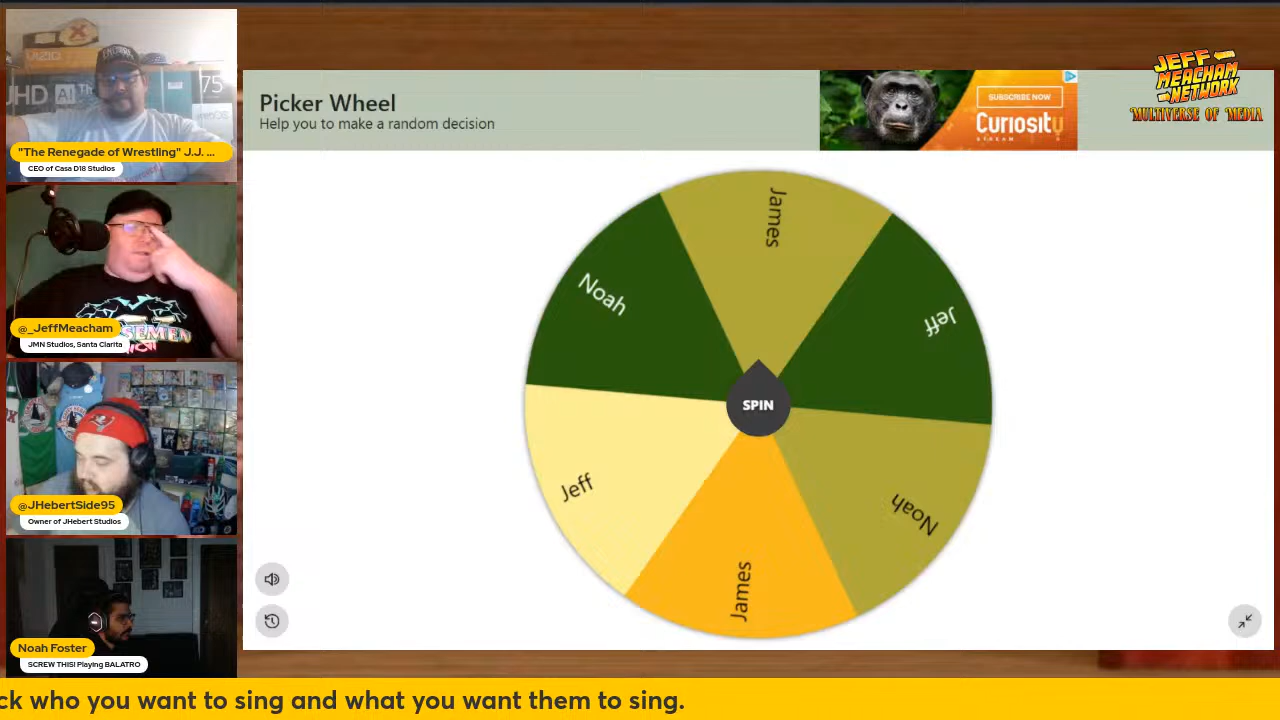 "The Renegade of Wrestling" J.J. ...
CEO of Casa D18 Studios
@_JeffMeacham
JMN Studios, Santa Clarita
@JHebertSide95
Owner of JHebert Studios
Noah Foster
SCREW THIS! Playing BALATRO
Picker Wheel
Help you to make a random decision
SUBSCRIBE NOW
Curiosity
STREAM
JEFF
MEACHAM
NETWORK
MULTIVERSE OF MEDIA
James
Jeff
Noah
James
Jeff
Noah
SPIN
ck who you want to sing and what you want them to sing.